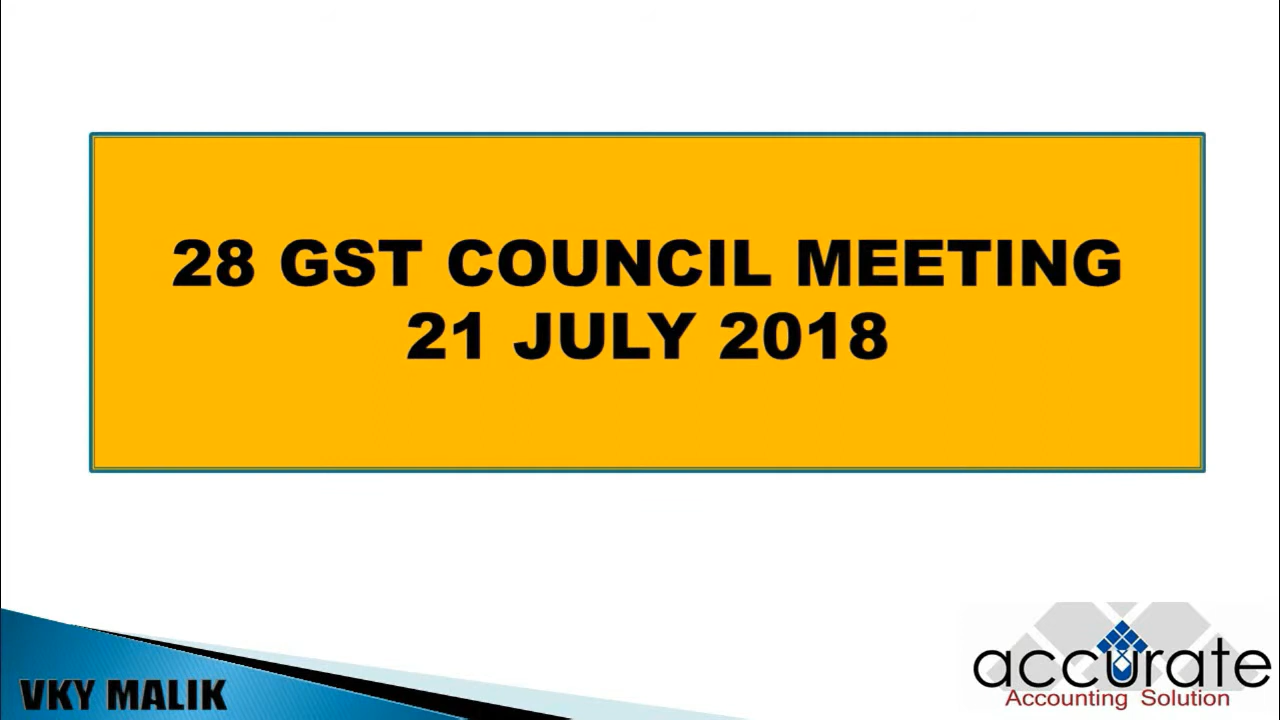 28 GST COUNCIL MEETING
21 JULY 2018
VKY MALIK
accurate
Accounting Solution